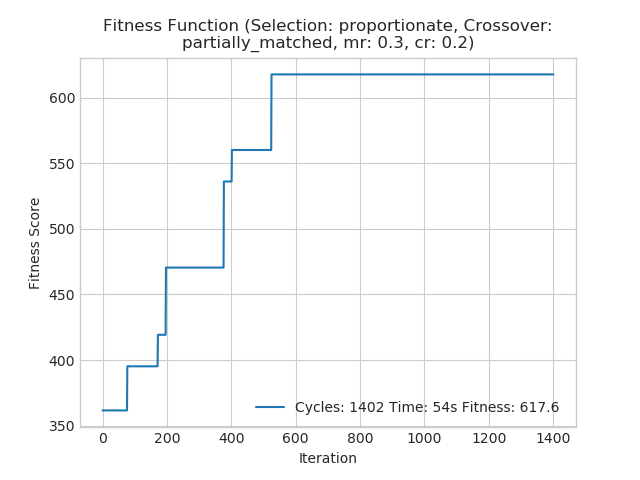 Fitness Function (Selection: proportionate, Crossover:
partially_matched, mr: 0.3, cr: 0.2)
Fitness Score
600
550
500
450
400
350
Cycles: 1402 Time: 54s Fitness: 617.6
0 200 400 600 800 1000 1200 1400
Iteration